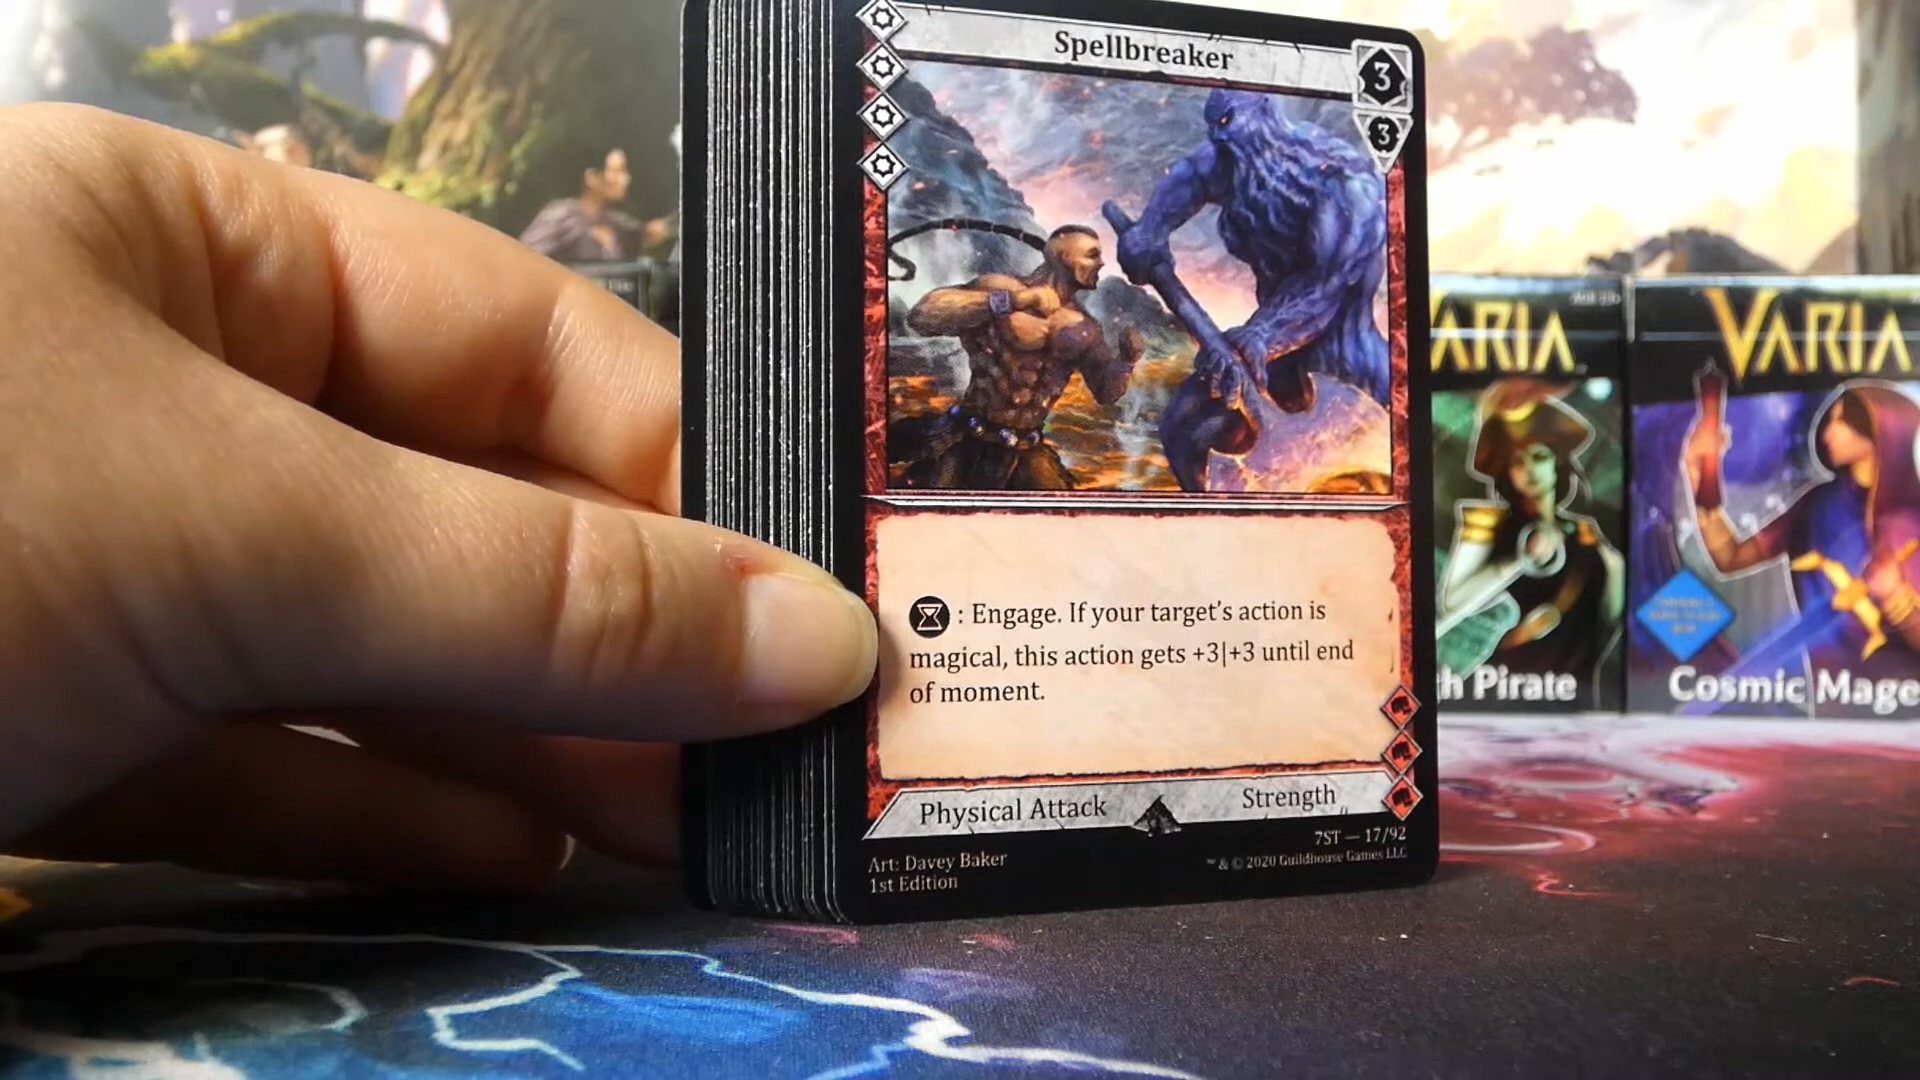 Spellbreaker
3
3
: Engage. If your target's action is
magical, this action gets +3|+3 until end
of moment.
Physical Attack
Strength
7ST — 17/92
Art: Davey Baker
™ & © 2020 Guildhouse Games LLC
1st Edition
VARIA
VARIA
Pirate
Cosmic Mage